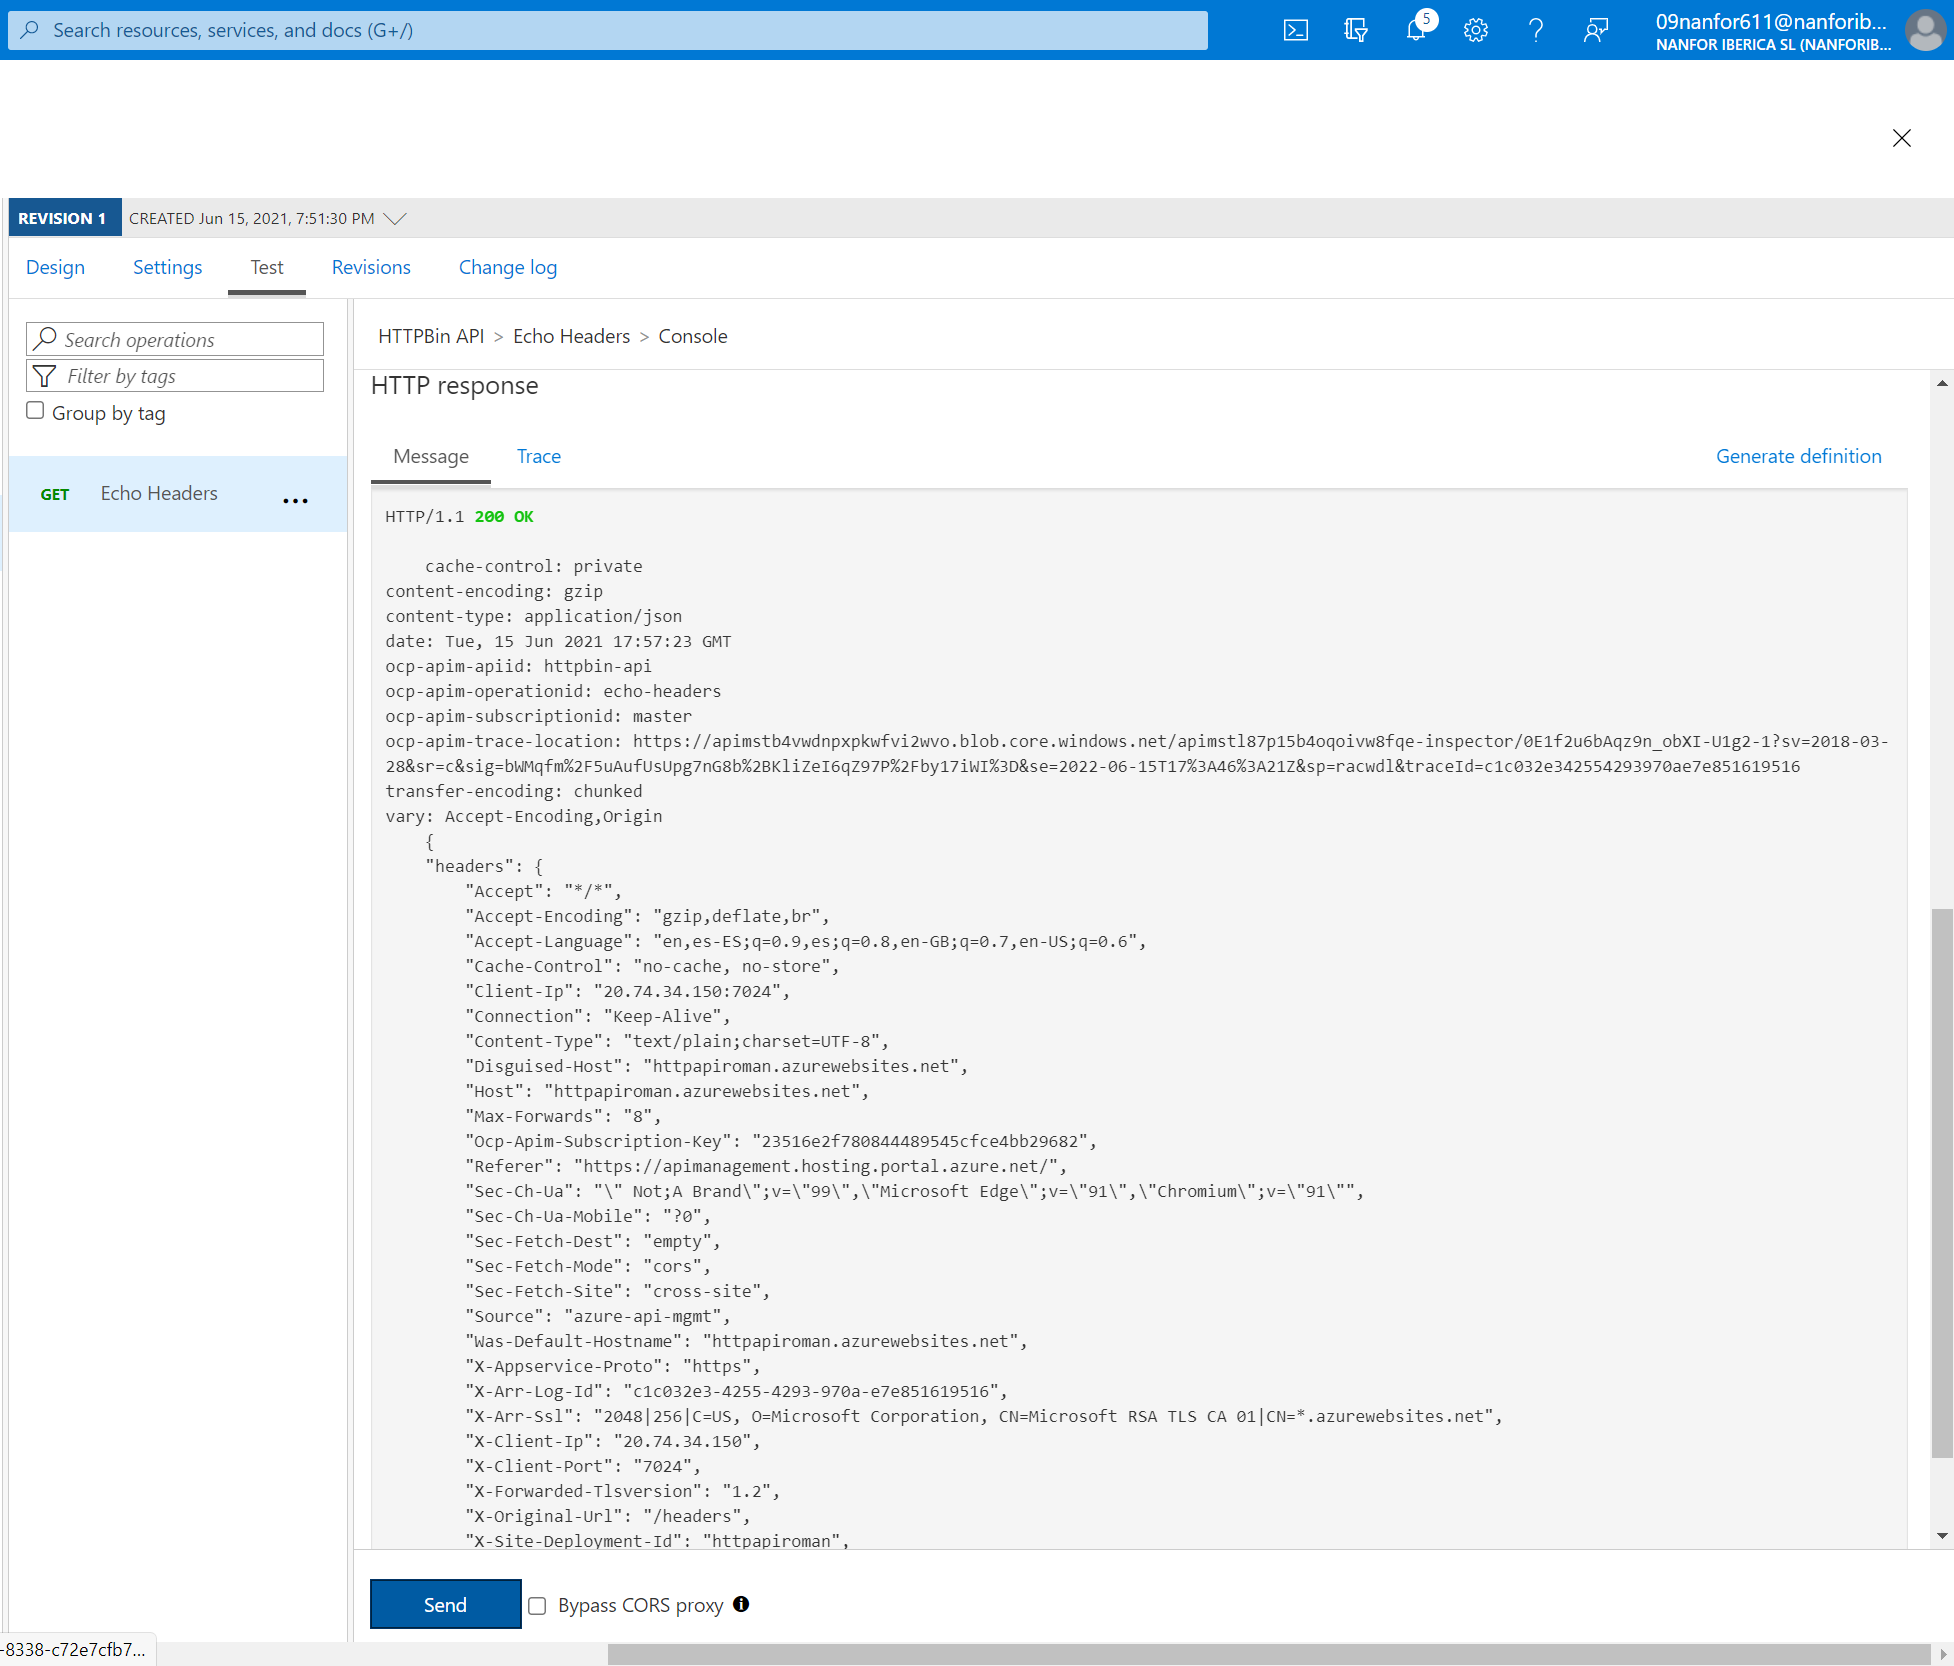 Search resources, services, and docs (G+/)
5
09nanfor611@nanforib...
NANFOR IBERICA SL (NANFORIB...
REVISION 1 CREATED Jun 15, 2021, 7:51:30 PM
Design Settings Test Revisions Change log
Search operations
Filter by tags
Group by tag
GET Echo Headers ...
HTTPBin API > Echo Headers > Console
HTTP response
Message Trace Generate definition
HTTP/1.1 200 OK
cache-control: private
content-encoding: gzip
content-type: application/json
date: Tue, 15 Jun 2021 17:57:23 GMT
ocp-apim-apiid: httpbin-api
ocp-apim-operationid: echo-headers
ocp-apim-subscriptionid: master
ocp-apim-trace-location: https://apimstb4vwdnpxpkwfvi2wvo.blob.core.windows.net/apimstl87p15b4oqoivw8fqe-inspector/0E1f2u6bAqz9n_obXI-U1g2-1?sv=2018-03-
28&sr=c&sig=bWMqfm%2F5uAufUsUpg7nG8b%2BKliZeI6qZ97P%2Fby17iWI%3D&se=2022-06-15T17%3A46%3A21Z&sp=racwdl&traceId=c1c032e342554293970ae7e851619516
transfer-encoding: chunked
vary: Accept-Encoding,Origin
{
"headers": {
"Accept": "*/*",
"Accept-Encoding": "gzip,deflate,br",
"Accept-Language": "en,es-ES;q=0.9,es;q=0.8,en-GB;q=0.7,en-US;q=0.6",
"Cache-Control": "no-cache, no-store",
"Client-Ip": "20.74.34.150:7024",
"Connection": "Keep-Alive",
"Content-Type": "text/plain;charset=UTF-8",
"Disguised-Host": "httpapiroman.azurewebsites.net",
"Host": "httpapiroman.azurewebsites.net",
"Max-Forwards": "8",
"Ocp-Apim-Subscription-Key": "23516e2f780844489545cfce4bb29682",
"Referer": "https://apimanagement.hosting.portal.azure.net/",
"Sec-Ch-Ua": "\" Not;A Brand\";v=\"99\",\"Microsoft Edge\";v=\"91\",\"Chromium\";v=\"91\"",
"Sec-Ch-Ua-Mobile": "?0",
"Sec-Fetch-Dest": "empty",
"Sec-Fetch-Mode": "cors",
"Sec-Fetch-Site": "cross-site",
"Source": "azure-api-mgmt",
"Was-Default-Hostname": "httpapiroman.azurewebsites.net",
"X-Appservice-Proto": "https",
"X-Arr-Log-Id": "c1c032e3-4255-4293-970a-e7e851619516",
"X-Arr-Ssl": "2048|256|C=US, O=Microsoft Corporation, CN=Microsoft RSA TLS CA 01|CN=*.azurewebsites.net",
"X-Client-Ip": "20.74.34.150",
"X-Client-Port": "7024",
"X-Forwarded-Tlsversion": "1.2",
"X-Original-Url": "/headers",
"X-Site-Deployment-Id": "httpapiroman",
Send Bypass CORS proxy
-8338-c72e7cfb7...